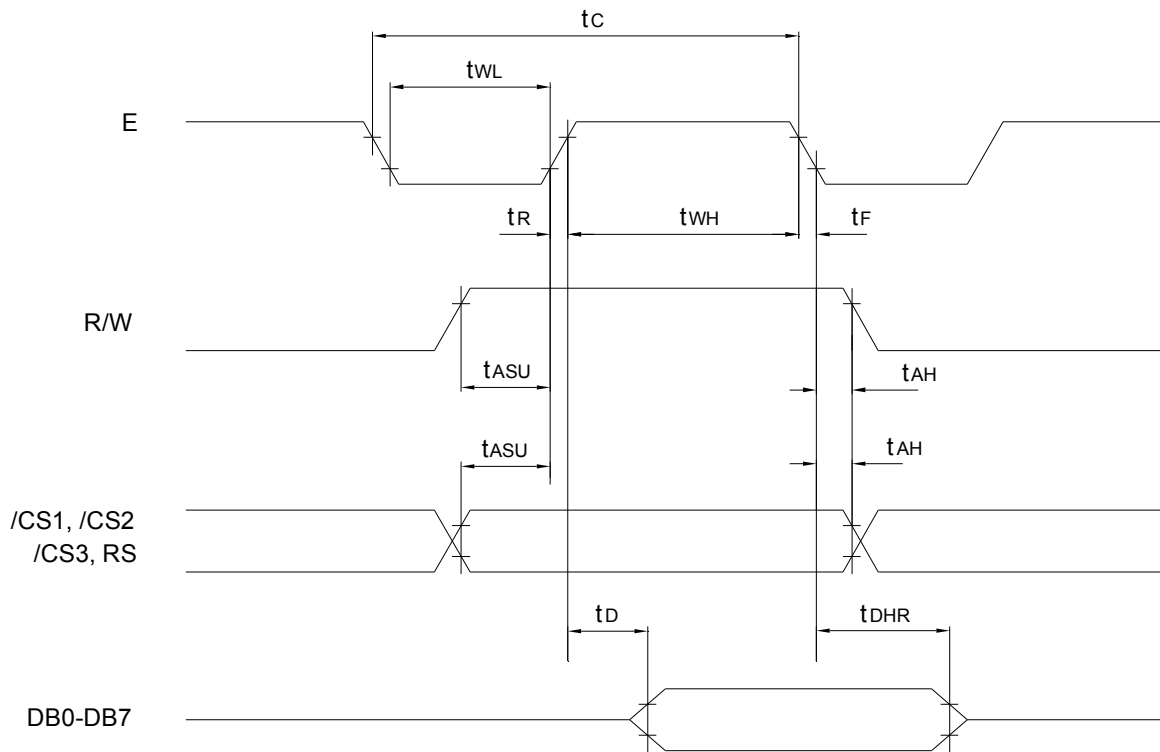 tC
tWL
E
tR
tWH
tF
R/W
tASU
tAH
tASU
tAH
/CS1, /CS2
/CS3, RS
tD
tDHR
DB0-DB7